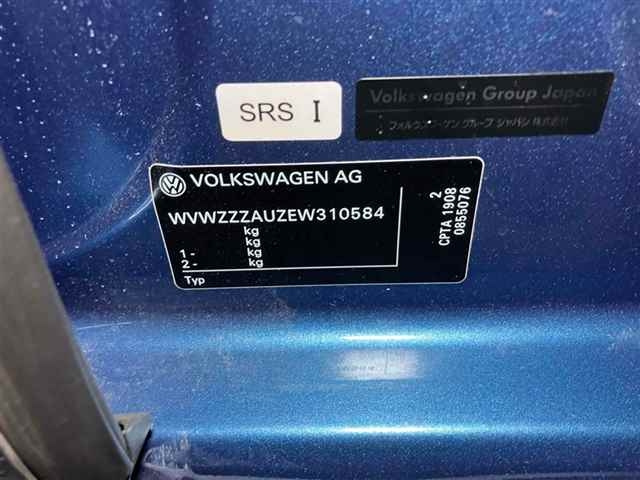 SRS I
Volkswagen Group Japan
フォルクスワーゲン グループ ジャパン 株式会社
VOLKSWAGEN AG
WVWZZZAUZEW310584
kg
kg
1 - kg
2 - kg
Typ
2
CPTA 1908
0855076